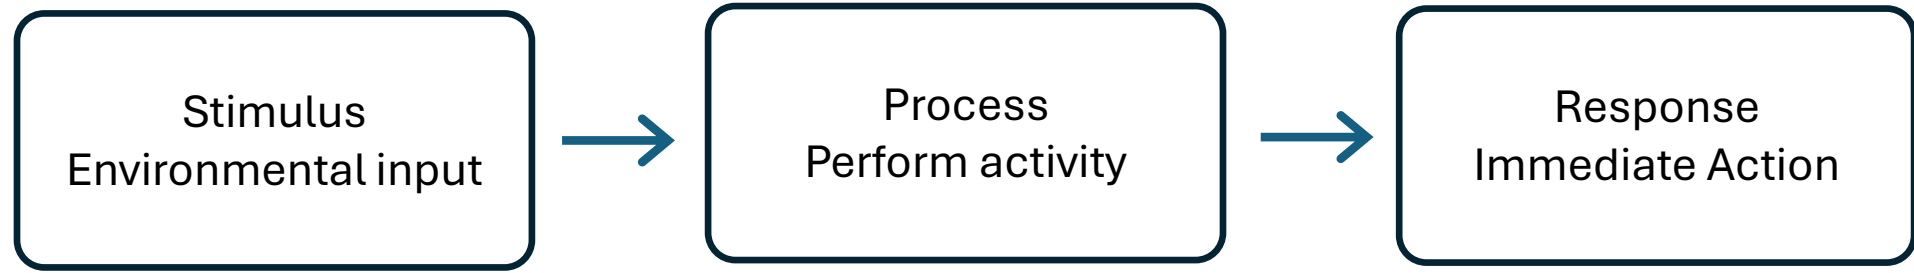 Stimulus
Environmental input
Process
Perform activity
Response
Immediate Action